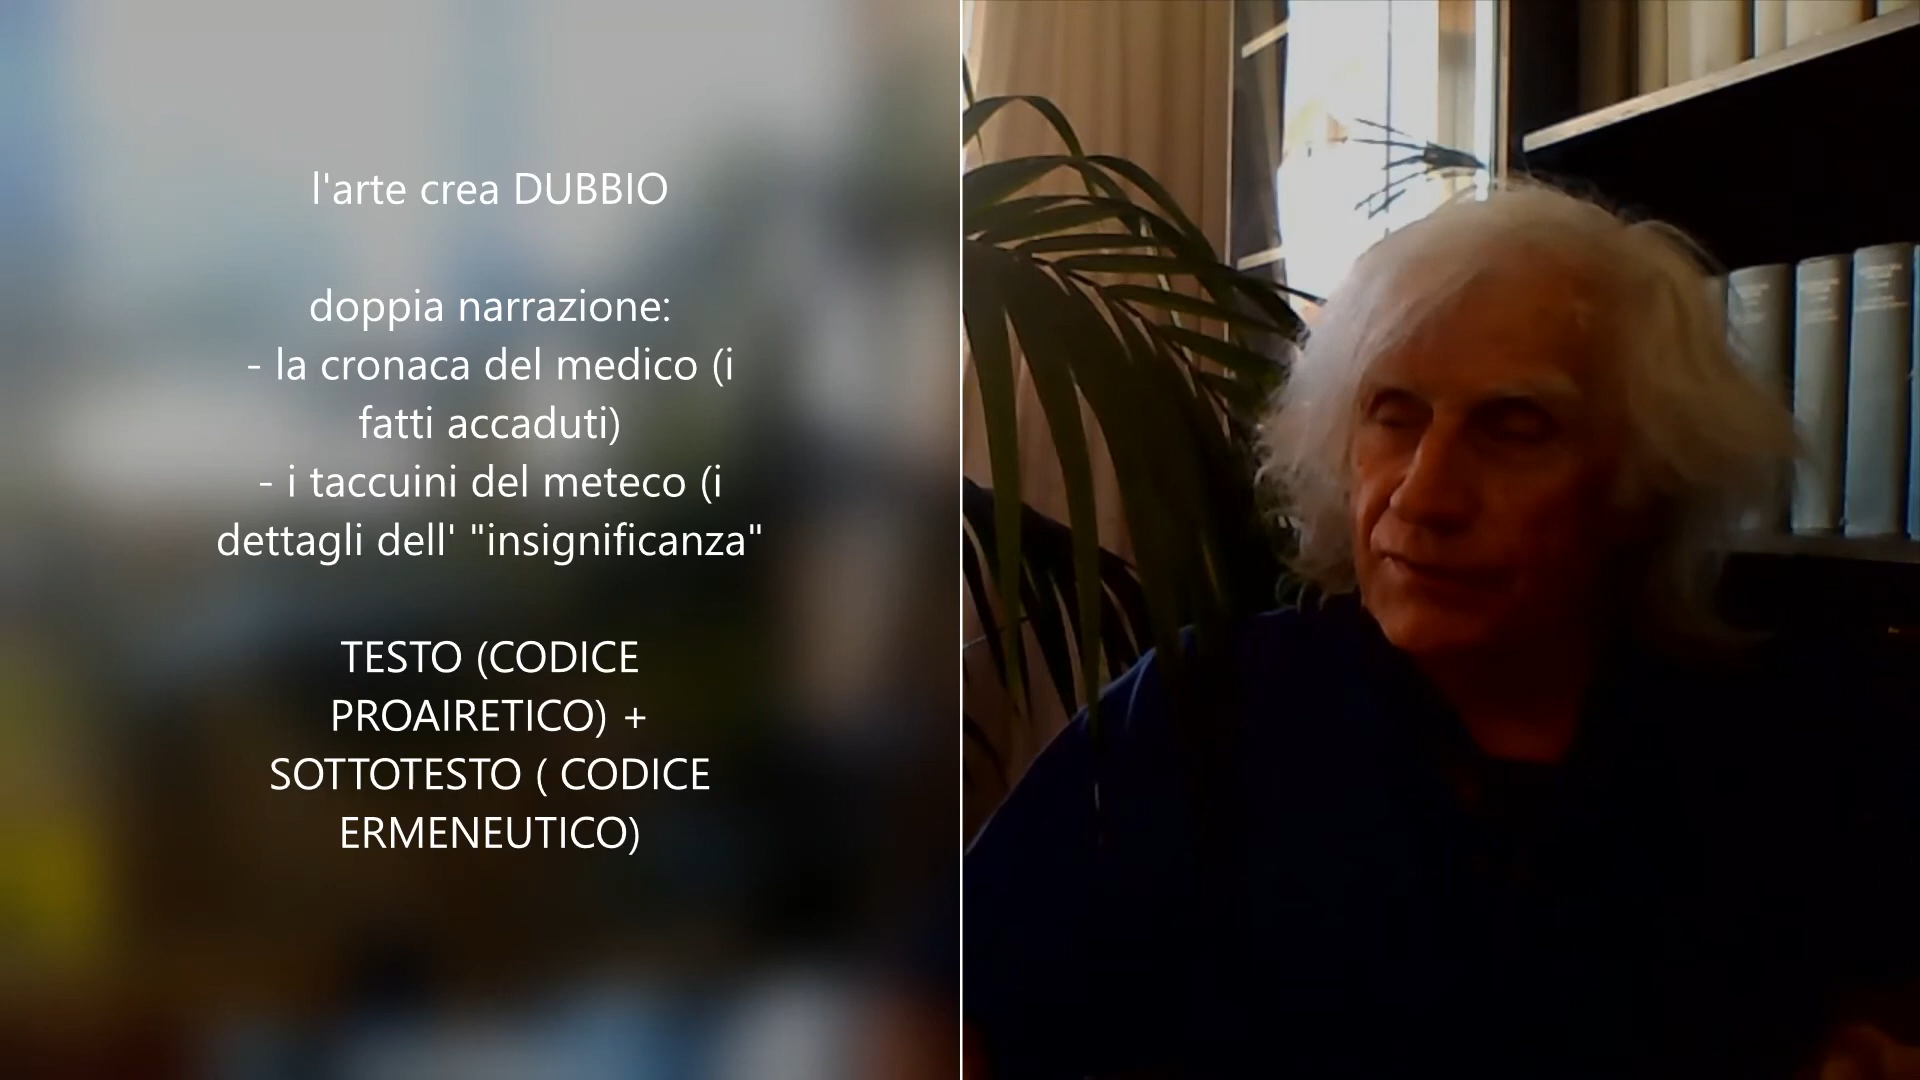 l'arte crea DUBBIO
doppia narrazione:
- la cronaca del medico (i
fatti accaduti)
- i taccuini del meteco (i
dettagli dell' "insignificanza"
TESTO (CODICE
PROAIRETICO) +
SOTTOTESTO ( CODICE
ERMENEUTICO)